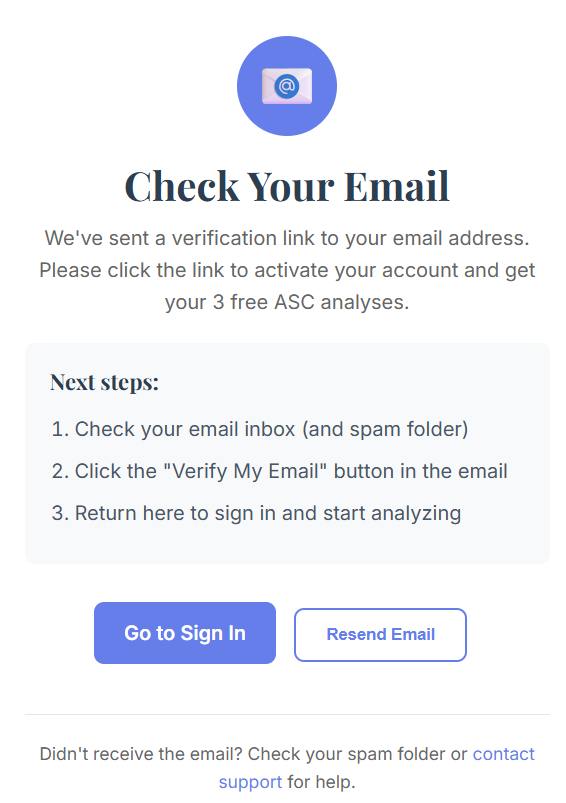 @
Check Your Email
We've sent a verification link to your email address.
Please click the link to activate your account and get
your 3 free ASC analyses.
Next steps:
1. Check your email inbox (and spam folder)
2. Click the "Verify My Email" button in the email
3. Return here to sign in and start analyzing
Go to Sign In
Resend Email
Didn't receive the email? Check your spam folder or contact
support for help.